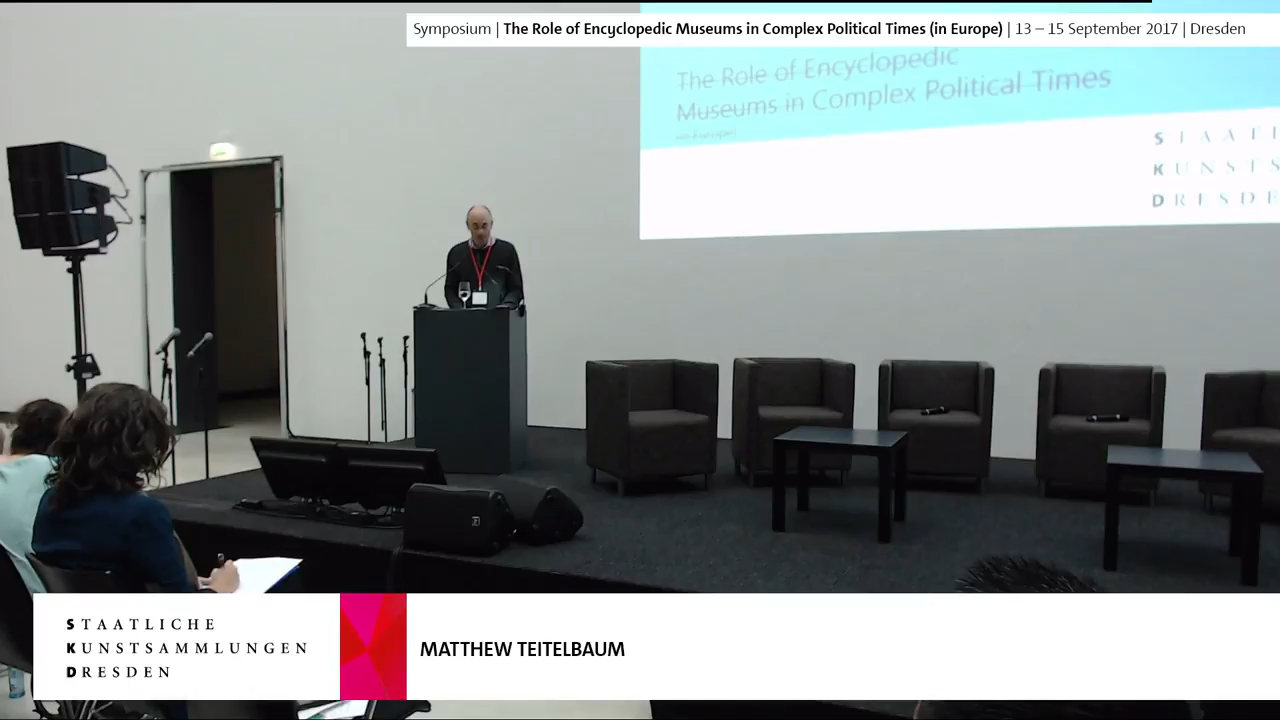 Symposium | The Role of Encyclopedic Museums in Complex Political Times (in Europe) | 13 – 15 September 2017 | Dresden
The Role of Encyclopedic
Museums in Complex Political Times
STAATLICHE
KUNSTSAMMLUNGEN
DRESDEN
MATTHEW TEITELBAUM